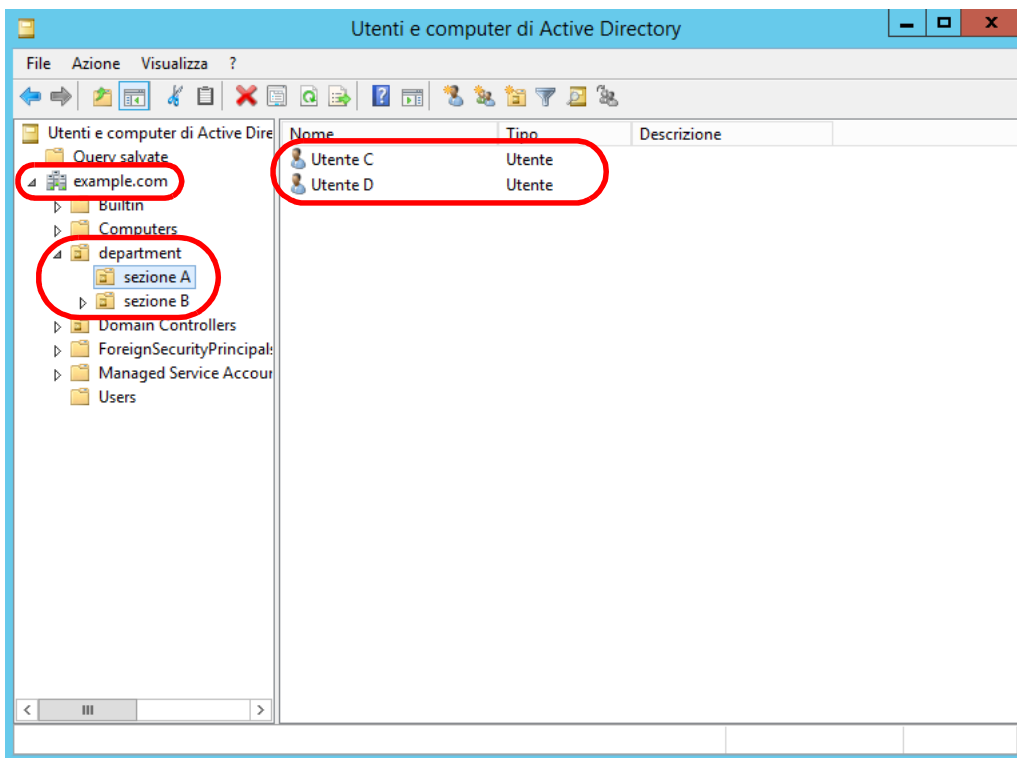 Utenti e computer di Active Directory
File Azione Visualizza ?
Utenti e computer di Active Dire
Nome Tipo Descrizione
Query salvate
Utente C Utente
example.com
Utente D Utente
Builtin
Computers
department
sezione A
sezione B
Domain Controllers
ForeignSecurityPrincipal
Managed Service Accour
Users